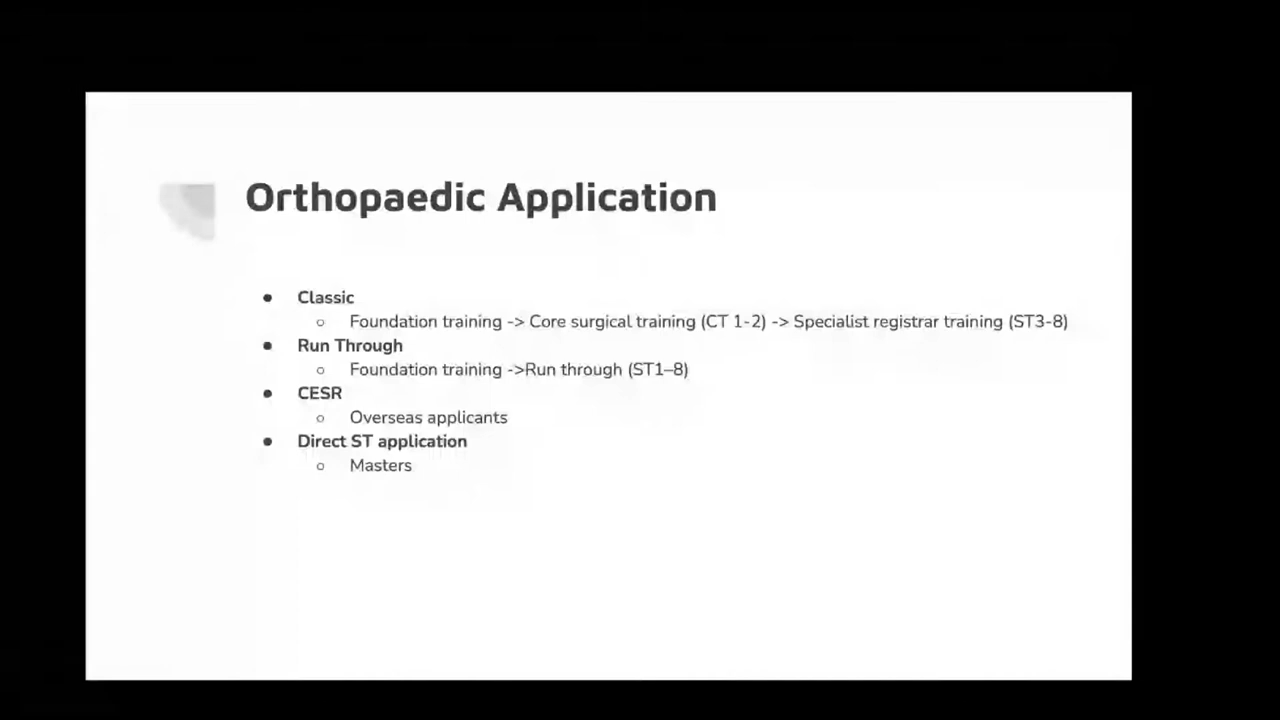 Orthopaedic Application
● Classic
○ Foundation training -> Core surgical training (CT 1-2) -> Specialist registrar training (ST3-8)
● Run Through
○ Foundation training ->Run through (ST1–8)
● CESR
○ Overseas applicants
● Direct ST application
○ Masters